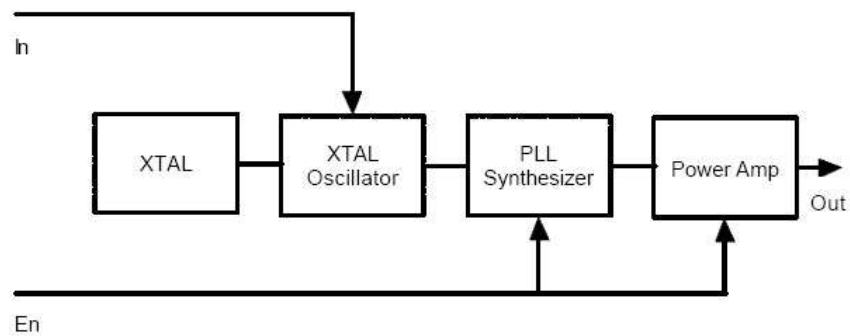 In
XTAL
XTAL
Oscillator
PLL
Synthesizer
Power Amp
Out
En